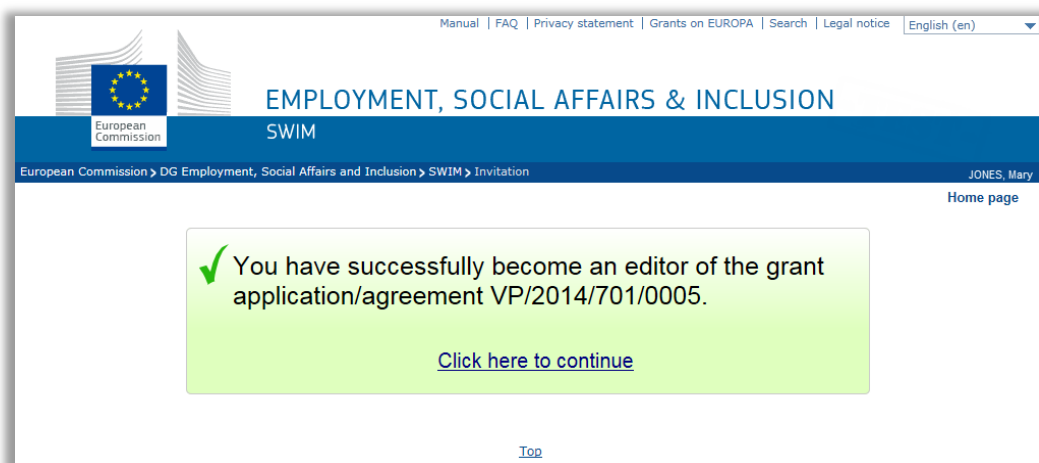 Manual | FAQ | Privacy statement | Grants on EUROPA | Search | Legal notice English (en)
EMPLOYMENT, SOCIAL AFFAIRS & INCLUSION
European
Commission
SWIM
European Commission > DG Employment, Social Affairs and Inclusion > SWIM > Invitation JONES, Mary
Home page
You have successfully become an editor of the grant
application/agreement VP/2014/701/0005.
Click here to continue
Top